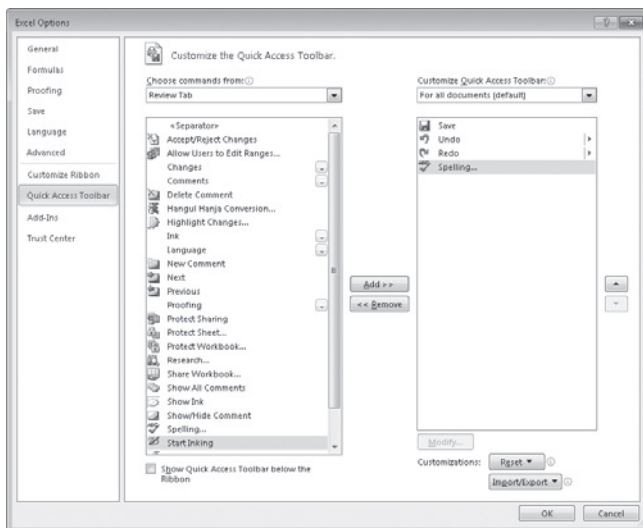 Excel Options
General
Formulas
Proofing
Save
Language
Advanced
Customize Ribbon
Quick Access Toolbar
Add-Ins
Trust Center
Customize the Quick Access Toolbar.
Choose commands from:
Review Tab
<Separator>
Accept/Reject Changes
Allow Users to Edit Ranges...
Changes
Comments
Delete Comment
Hangul Hanja Conversion...
Highlight Changes...
Ink
Language
New Comment
Next
Previous
Proofing
Protect Sharing
Protect Sheet...
Protect Workbook...
Research...
Share Workbook...
Show All Comments
Show Ink
Show/Hide Comment
Spelling...
Start Inking
Show Quick Access Toolbar below the
Ribbon
Add >>
<< Remove
Customize Quick Access Toolbar:
For all documents (default)
Save
Undo
Redo
Spelling...
Modify...
Customizations: Reset
Import/Export
OK Cancel